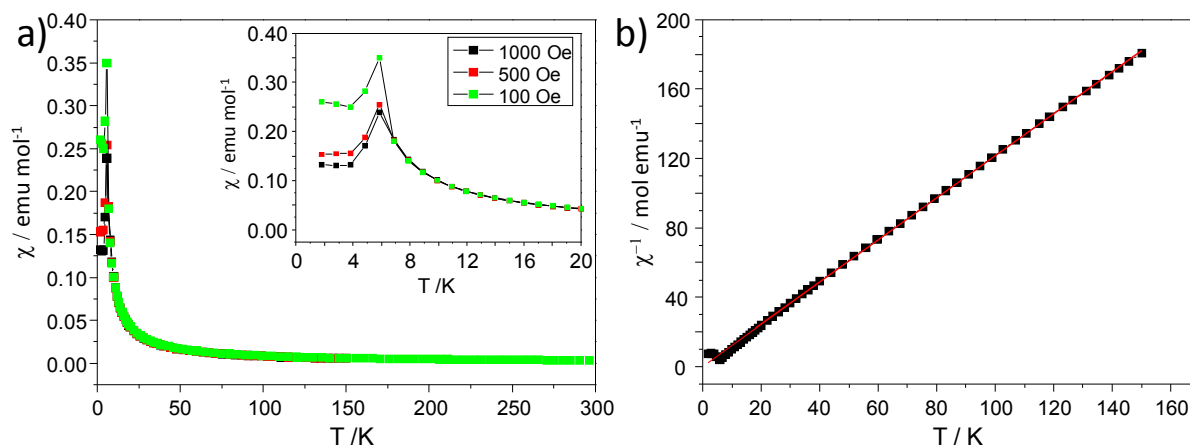 a)
0.40
0.35
0.30
0.25
0.20
0.15
0.10
0.05
0.00
χ / emu mol⁻¹
0 50 100 150 200 250 300
T /K
0.40
0.30
0.20
0.10
0.00
χ / emu mol⁻¹
0 4 8 12 16 20
T /K
1000 Oe
500 Oe
100 Oe
b)
200
160
120
80
40
0
χ⁻¹ / mol emu⁻¹
0 20 40 60 80 100 120 140 160
T / K